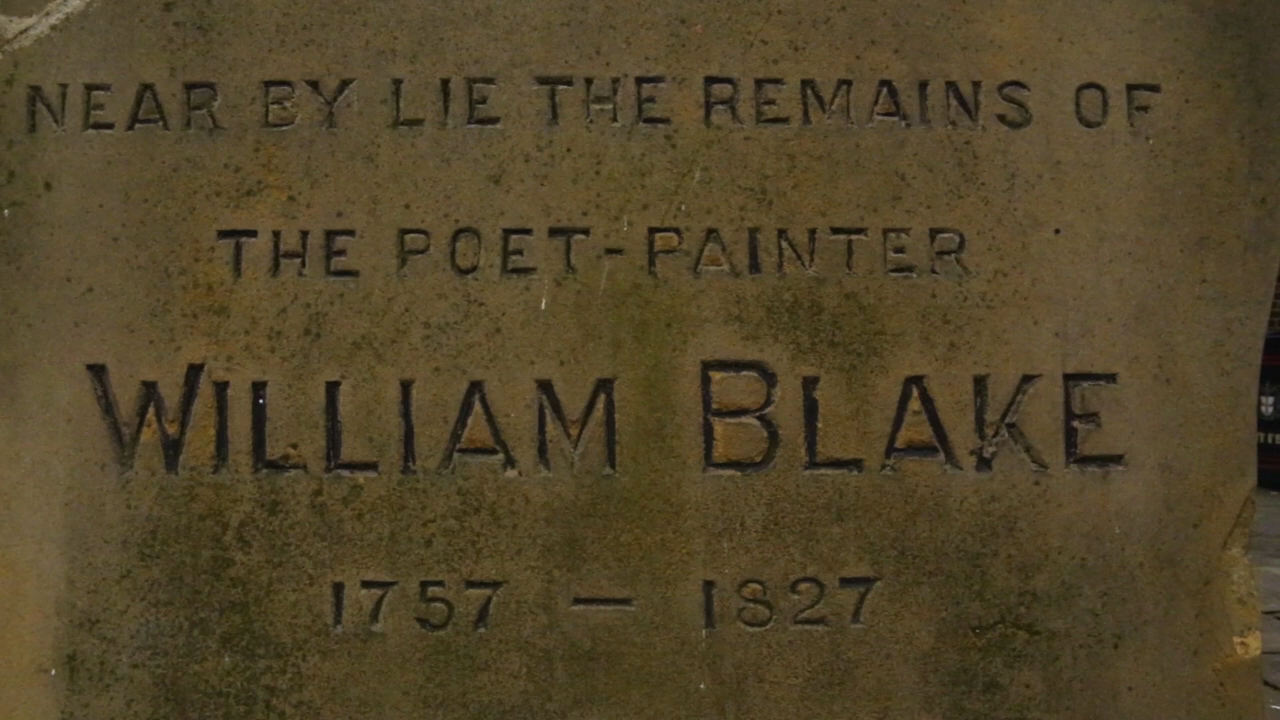 NEAR BY LIE THE REMAINS OF
THE POET-PAINTER
WILLIAM BLAKE
1757 — 1827